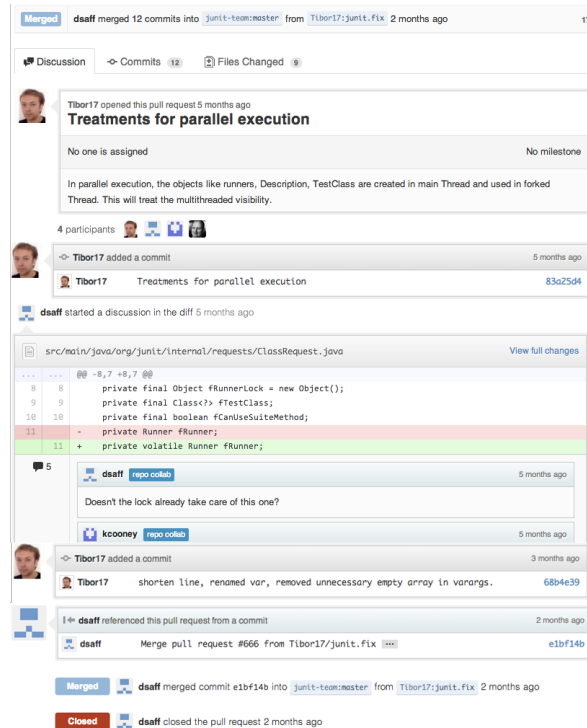 Merged dsaff merged 12 commits into junit-team:master from Tibor17:junit.fix 2 months ago
Discussion Commits 12 Files Changed 9
Tibor17 opened this pull request 5 months ago
Treatments for parallel execution
No one is assigned No milestone
In parallel execution, the objects like runners, Description, TestClass are created in main Thread and used in forked
Thread. This will treat the multithreaded visibility.
4 participants
Tibor17 added a commit 5 months ago
Tibor17 Treatments for parallel execution 83a25d4
dsaff started a discussion in the diff 5 months ago
src/main/java/org/junit/internal/requests/ClassRequest.java View full changes
... ... @@ -8,7 +8,7 @@
8 8 private final Object fRunnerLock = new Object();
9 9 private final Class<?> fTestClass;
10 10 private final boolean fCanUseSuiteMethod;
11 - private Runner fRunner;
11 + private volatile Runner fRunner;
5 dsaff repo collab 5 months ago
Doesn't the lock already take care of this one?
kcooney repo collab 5 months ago
Tibor17 added a commit 3 months ago
Tibor17 shorten line, renamed var, removed unnecessary empty array in varargs. 68b4e39
dsaff referenced this pull request from a commit 2 months ago
dsaff Merge pull request #666 from Tibor17/junit.fix ... e1bf14b
Merged dsaff merged commit e1bf14b into junit-team:master from Tibor17:junit.fix 2 months ago
Closed dsaff closed the pull request 2 months ago